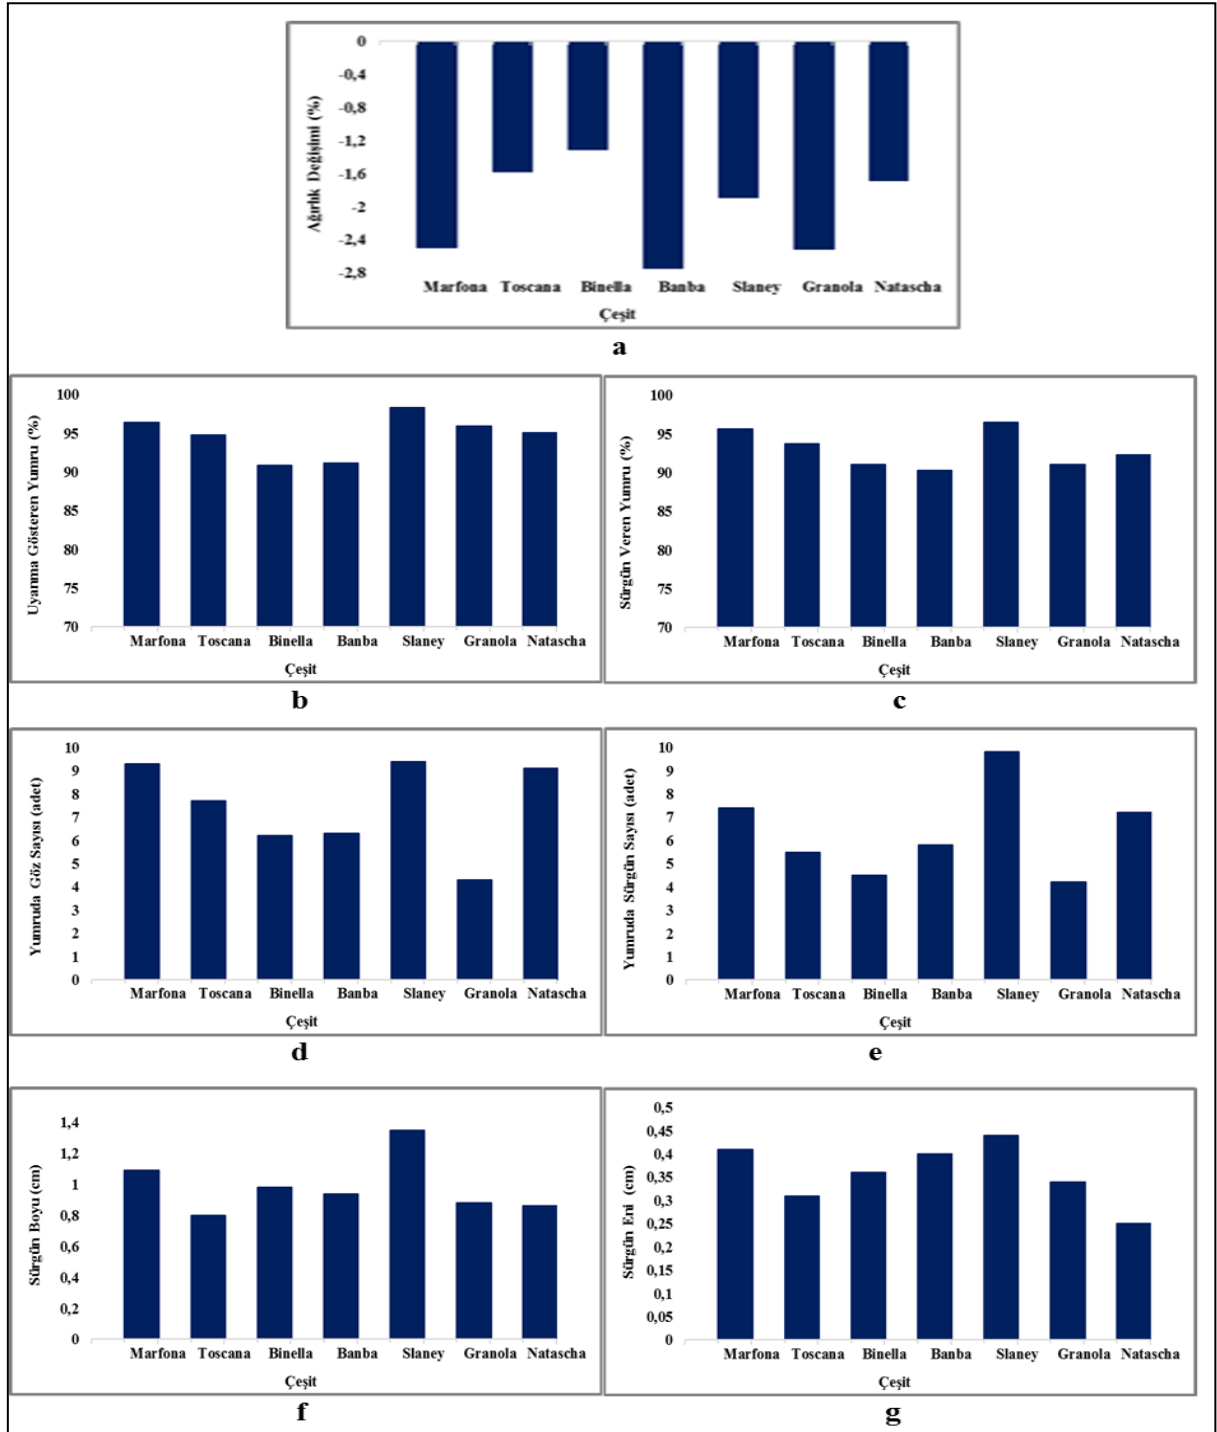 0
-0,4
-0,8
-1,2
-1,6
-2
-2,4
-2,8
Ağırlık Değişimi (%)
Marfona Toscana Binella Banba Slaney Granola Natascha
Çeşit
a
100
95
90
85
80
75
70
Uyanma Gösteren Yumru (%)
Marfona Toscana Binella Banba Slaney Granola Natascha
Çeşit
b
100
95
90
85
80
75
70
Sürgün Veren Yumru (%)
Marfona Toscana Binella Banba Slaney Granola Natascha
Çeşit
c
10
9
8
7
6
5
4
3
2
1
0
Yumruda Göz Sayısı (adet)
Marfona Toscana Binella Banba Slaney Granola Natascha
Çeşit
d
10
9
8
7
6
5
4
3
2
1
0
Yumruda Sürgün Sayısı (adet)
Marfona Toscana Binella Banba Slaney Granola Natascha
Çeşit
e
1,4
1,2
1
0,8
0,6
0,4
0,2
0
Sürgün Boyu (cm)
Marfona Toscana Binella Banba Slaney Granola Natascha
Çeşit
f
0,5
0,45
0,4
0,35
0,3
0,25
0,2
0,15
0,1
0,05
0
Sürgün Eni (cm)
Marfona Toscana Binella Banba Slaney Granola Natascha
Çeşit
g